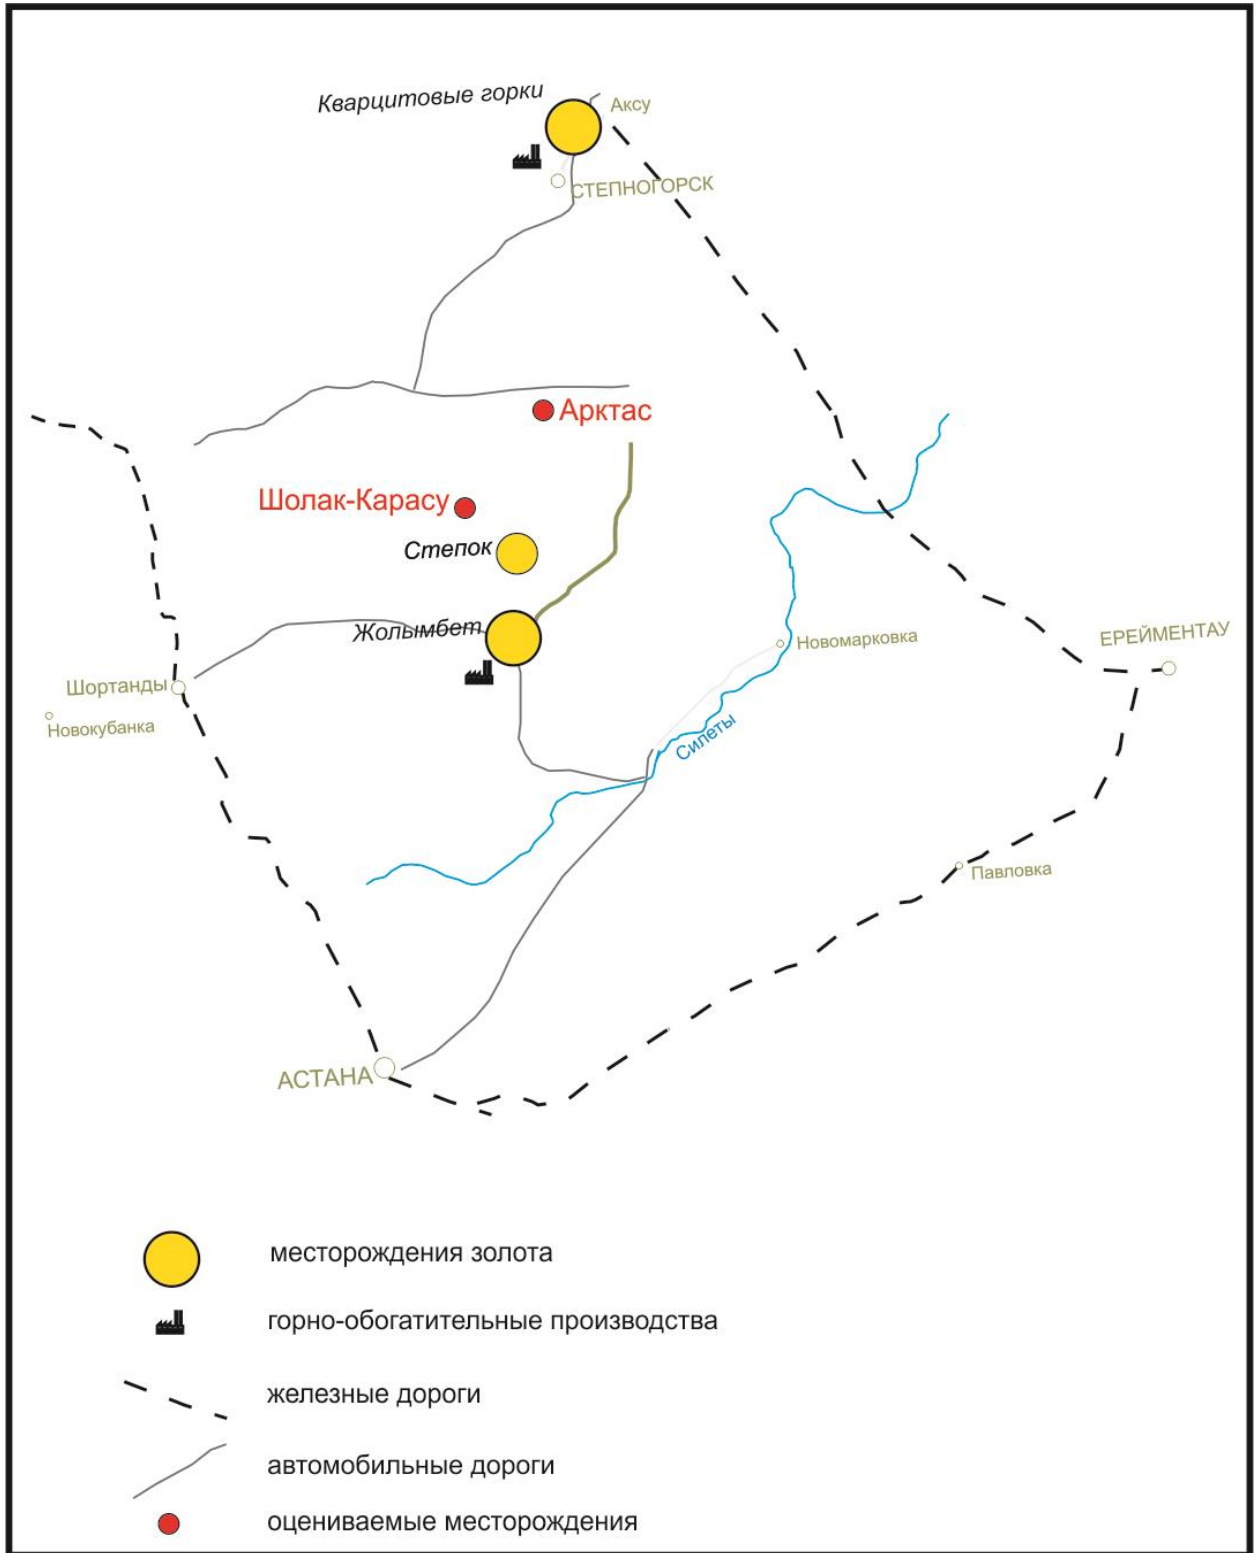 Кварцитовые горки
Аксу
СТЕПНОГОРСК
Арктас
Шолак-Карасу
Степок
Жолымбет
Новомарковка
ЕРЕЙМЕНТАУ
Шортанды
Новокубанка
Силеты
Павловка
АСТАНА
месторождения золота
горно-обогатительные производства
железные дороги
автомобильные дороги
оцениваемые месторождения